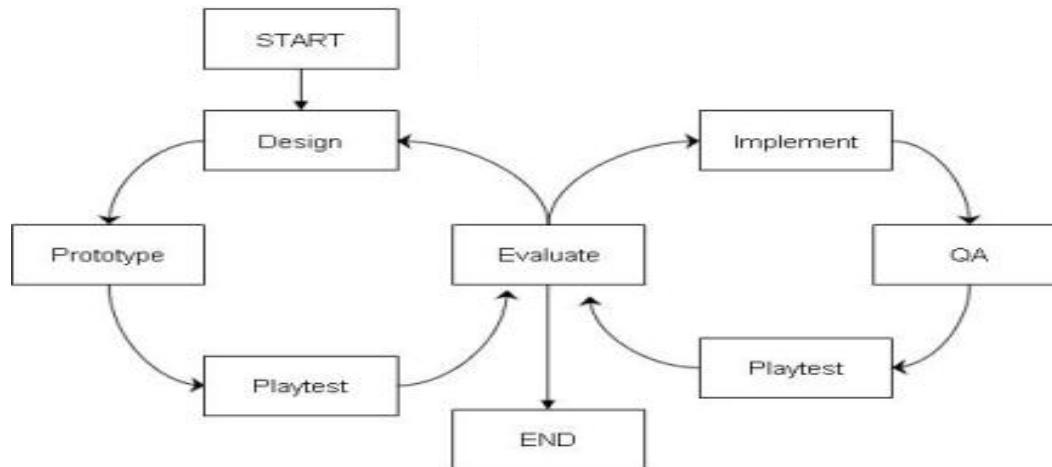 START
Design
Implement
Prototype
Evaluate
QA
Playtest
Playtest
END